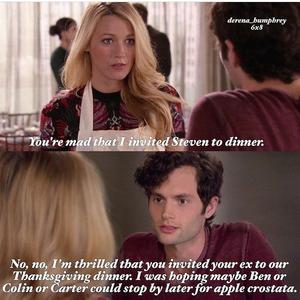 derena_humphrey
6x8
You're mad that I invited Steven to dinner.
No, no, I'm thrilled that you invited your ex to our
Thanksgiving dinner. I was hoping maybe Ben or
Colin or Carter could stop by later for apple crostata.